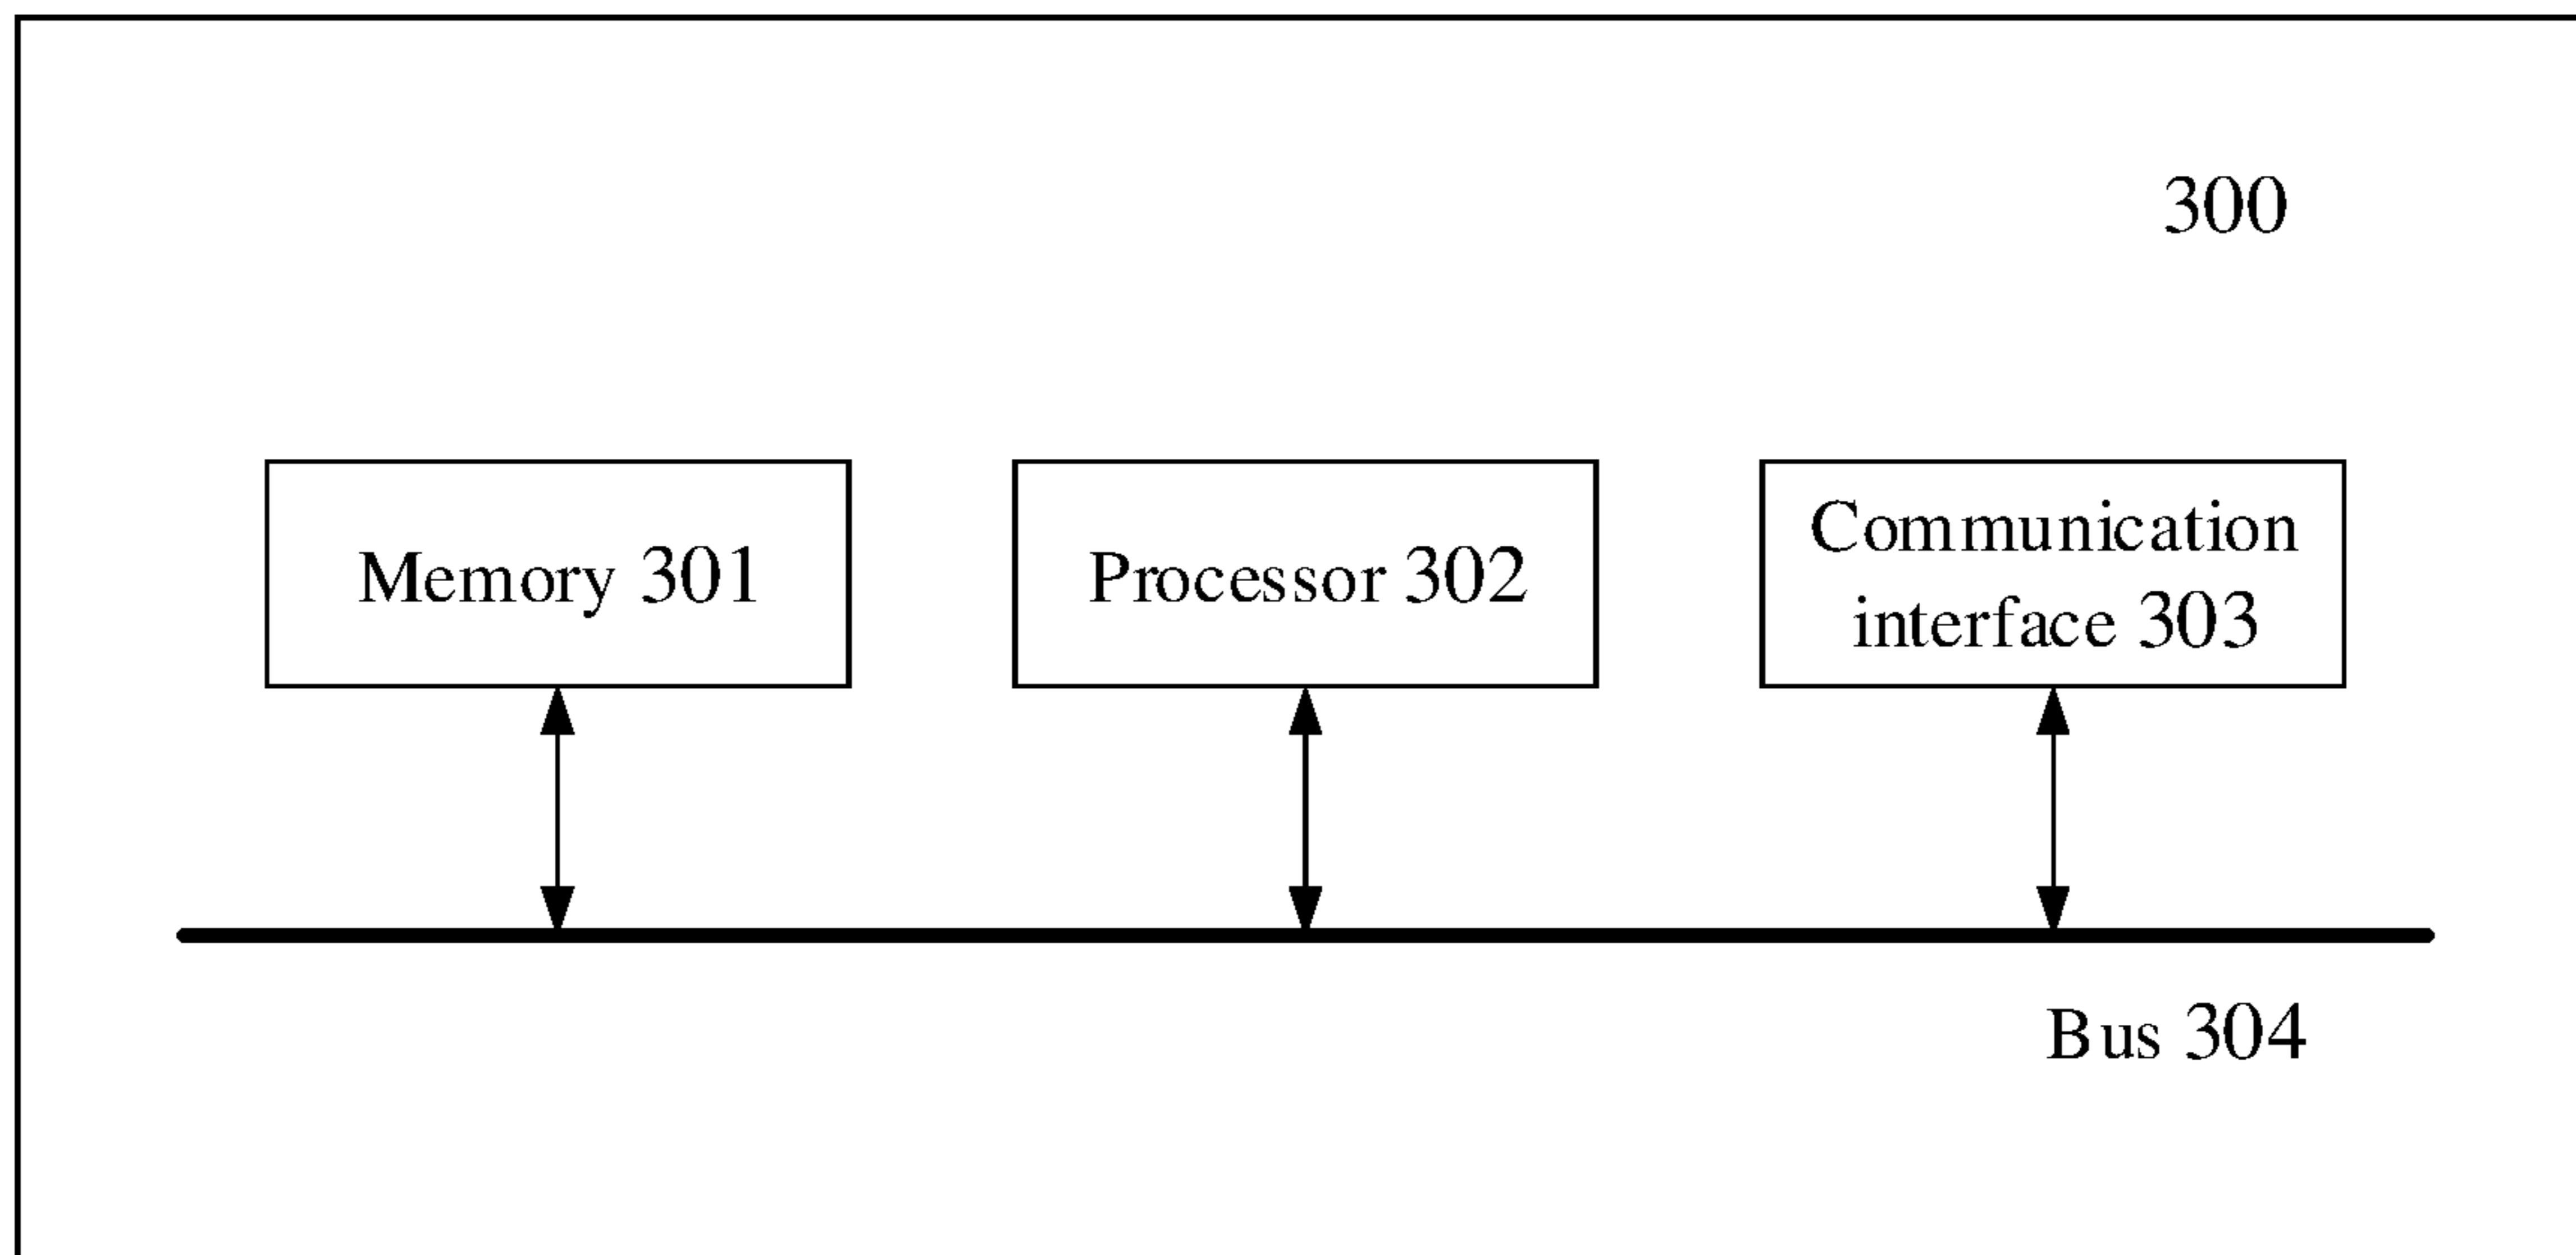 300
Memory 301
Processor 302
Communication
interface 303
Bus 304